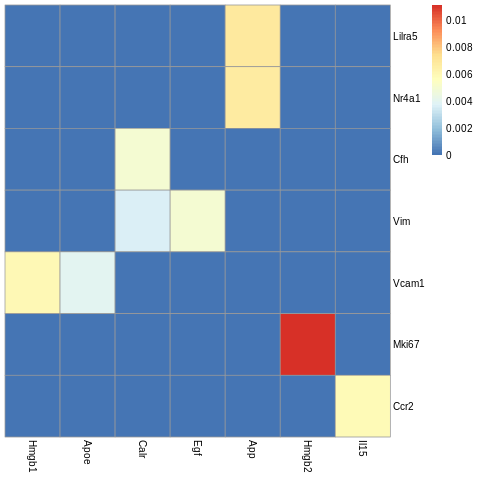 Lilra5
Nr4a1
Cfh
Vim
Vcam1
Mki67
Ccr2
Hmgb1
Apoe
Calr
Egf
App
Hmgb2
Il15
0.01
0.008
0.006
0.004
0.002
0